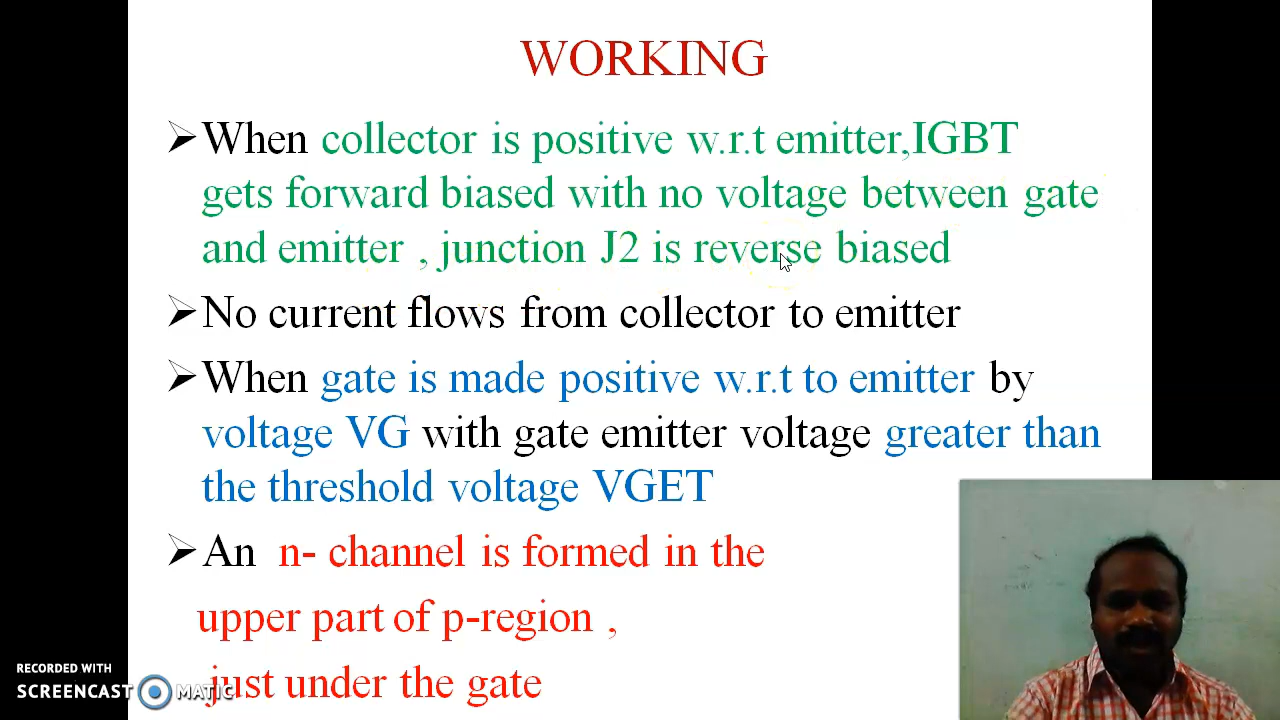 WORKING
➢When collector is positive w.r.t emitter,IGBT
gets forward biased with no voltage between gate
and emitter , junction J2 is reverse biased
➢No current flows from collector to emitter
➢When gate is made positive w.r.t to emitter by
voltage VG with gate emitter voltage greater than
the threshold voltage VGET
➢An n- channel is formed in the
upper part of p-region ,
just under the gate
RECORDED WITH
SCREENCAST MATIC